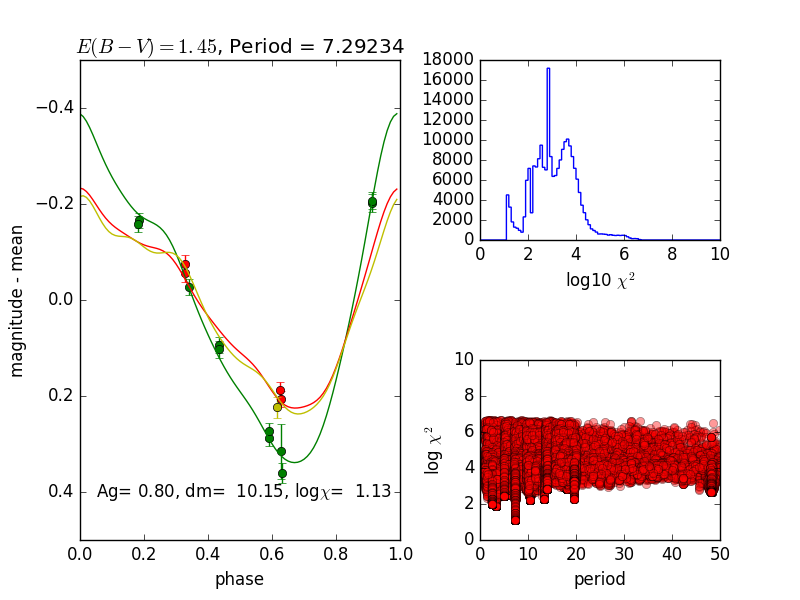 E(B−V)=1.45, Period = 7.29234
−0.4
−0.2
0.0
0.2
0.4
magnitude - mean
Ag= 0.80, dm=  10.15, logχ=  1.13
0.0 0.2 0.4 0.6 0.8 1.0
phase
18000
16000
14000
12000
10000
8000
6000
4000
2000
0
0 2 4 6 8 10
log10 χ²
10
8
6
4
2
0
log χ²
0 10 20 30 40 50
period